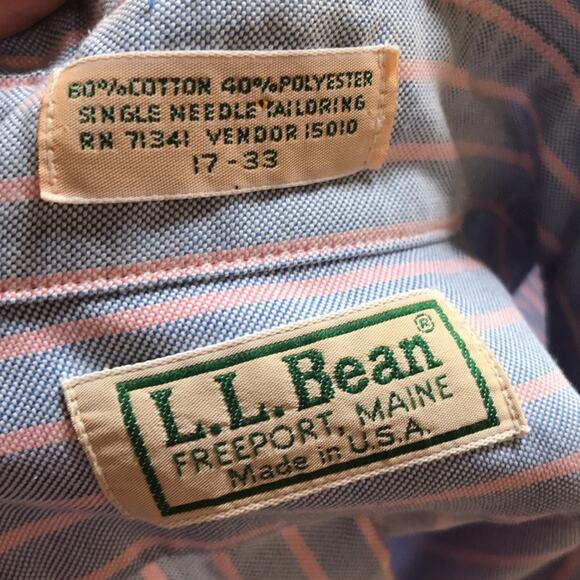 60% COTTON 40% POLYESTER
SINGLE NEEDLE TAILORING
RN 71341 VENDOR 15010
17-33
L.L.Bean®
FREEPORT, MAINE
Made in U.S.A.